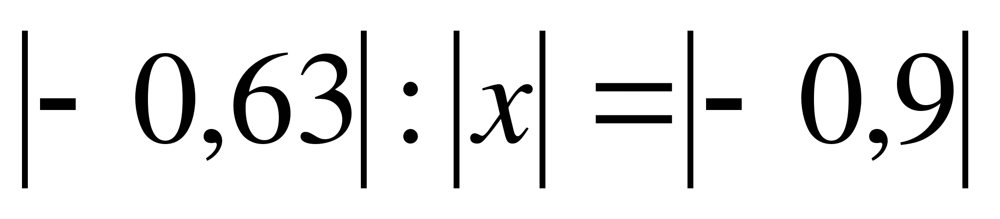 |- 0,63| : |x| = |- 0,9|